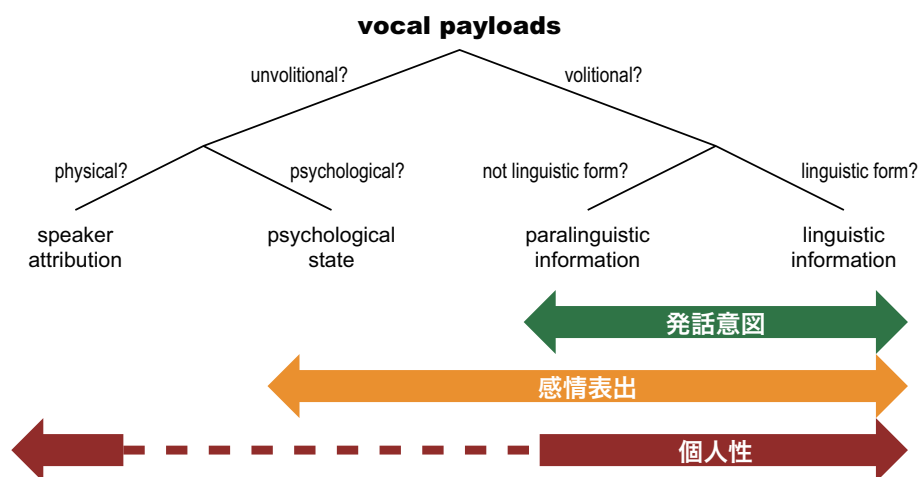 vocal payloads
unvolitional?
volitional?
physical?
psychological?
not linguistic form?
linguistic form?
speaker
attribution
psychological
state
paralinguistic
information
linguistic
information
発話意図
感情表出
個人性